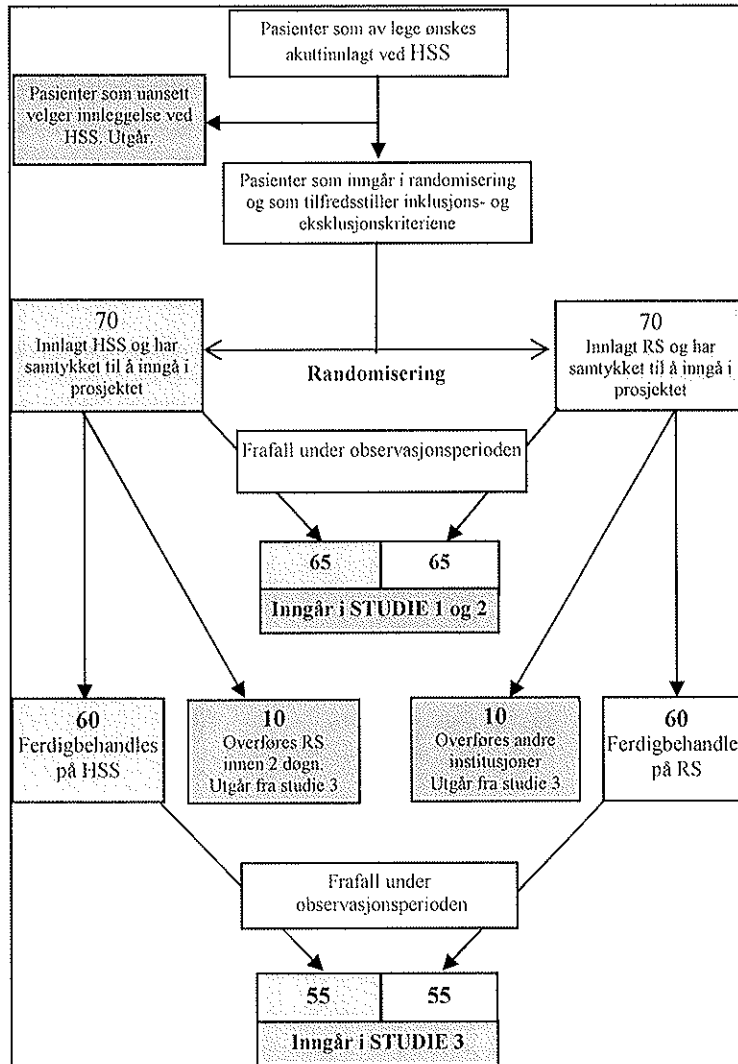 Pasienter som av lege ønskes
akuttinnlagt ved HSS
Pasienter som uansett
velger innleggelse ved
HSS. Utgår.
Pasienter som inngår i randomisering
og som tilfredsstiller inklusjons- og
eksklusjonskriteriene
70
Innlagt HSS og har
samtykket til å inngå i
prosjektet
Randomisering
70
Innlagt RS og har
samtykket til å inngå i
prosjektet
Frafall under observasjonsperioden
65 65
Inngår i STUDIE 1 og 2
60
Ferdigbehandles
på HSS
10
Overføres RS
innen 2 døgn.
Utgår fra studie 3
10
Overføres andre
institusjoner
Utgår fra studie 3
60
Ferdigbehandles
på RS
Frafall under
observasjonsperioden
55 55
Inngår i STUDIE 3